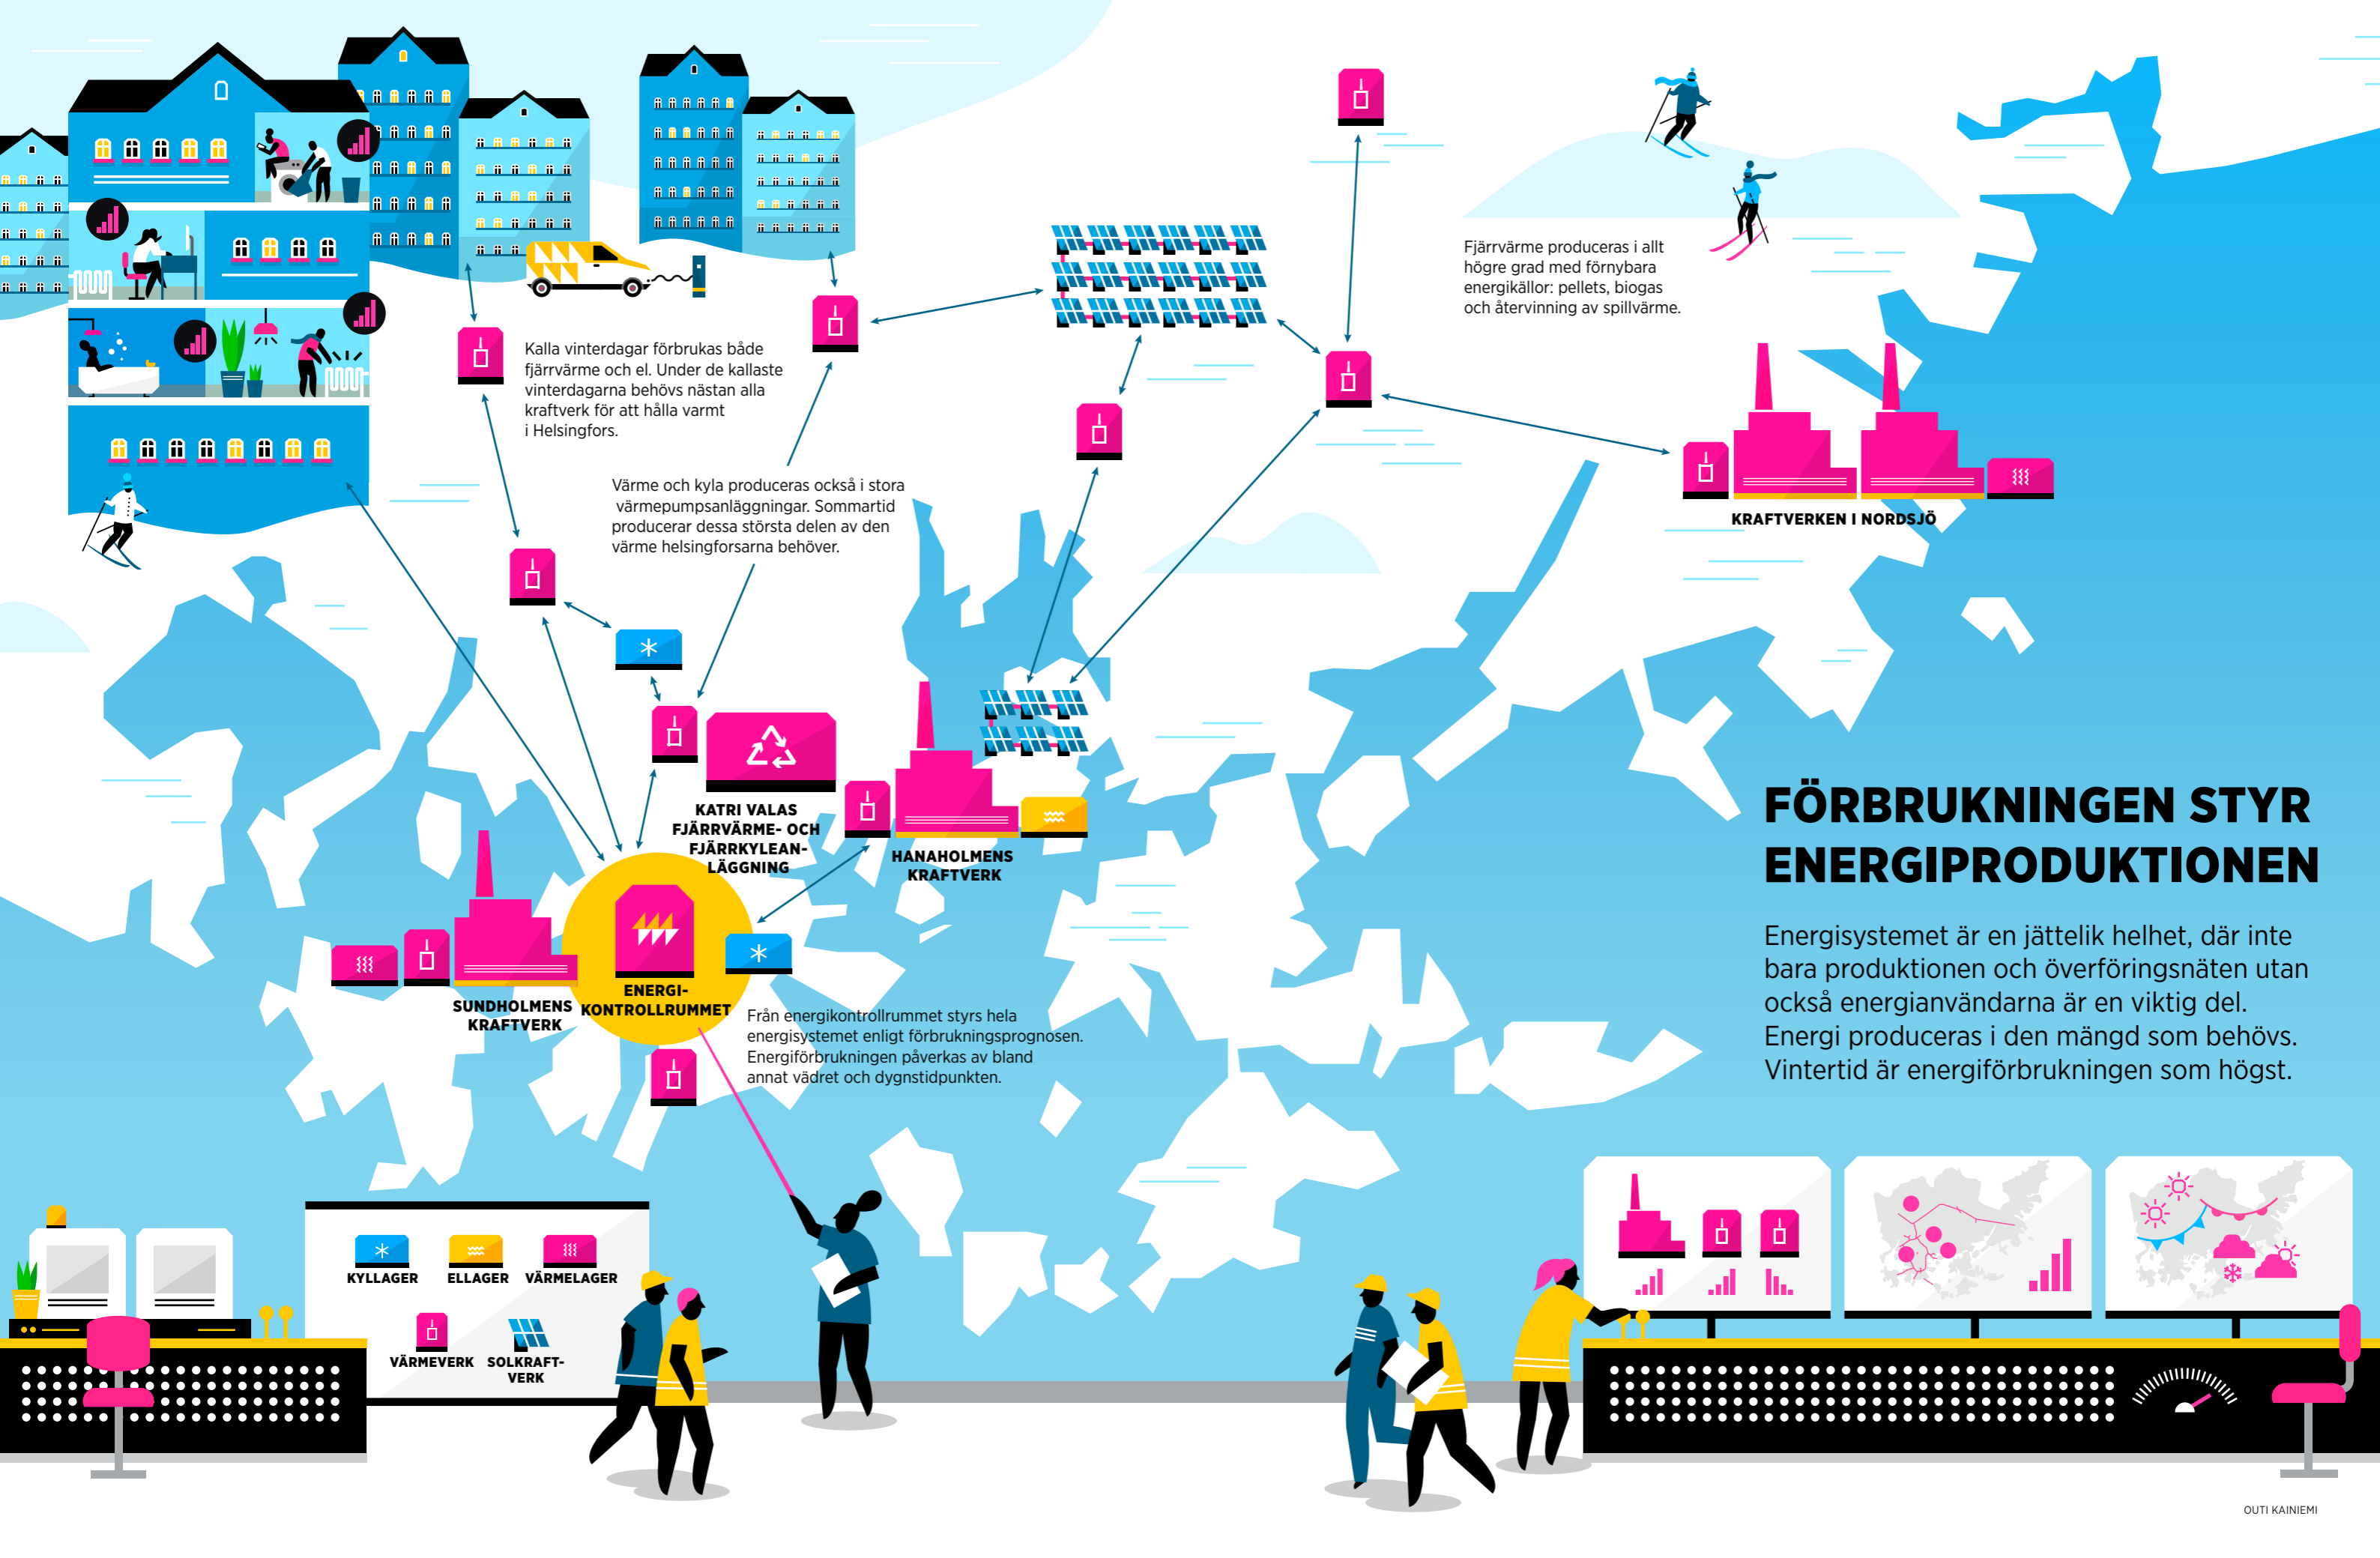 Fjärrvärme produceras i allt
högre grad med förnybara
energikällor: pellets, biogas
och återvinning av spillvärme.
Kalla vinterdagar förbrukas både
fjärrvärme och el. Under de kallaste
vinterdagarna behövs nästan alla
kraftverk för att hålla varmt
i Helsingfors.
Värme och kyla produceras också i stora
värmepumpsanläggningar. Sommartid
producerar dessa största delen av den
värme helsingforsarna behöver.
KRAFTVERKEN I NORDSJÖ
KATRI VALAS
FJÄRRVÄRME- OCH
FJÄRRKYLEAN-
LÄGGNING
HANAHOLMENS
KRAFTVERK
SUNDHOLMENS
KRAFTVERK
ENERGI-
KONTROLLRUMMET
Från energikontrollrummet styrs hela
energisystemet enligt förbrukningsprognosen.
Energiförbrukningen påverkas av bland
annat vädret och dygnstidpunkten.
FÖRBRUKNINGEN STYR
ENERGIPRODUKTIONEN
Energisystemet är en jättelik helhet, där inte
bara produktionen och överföringsnäten utan
också energianvändarna är en viktig del.
Energi produceras i den mängd som behövs.
Vintertid är energiförbrukningen som högst.
KYLLAGER
ELLAGER
VÄRMELAGER
VÄRMEVERK
SOLKRAFT-
VERK
OUTI KAINIEMI